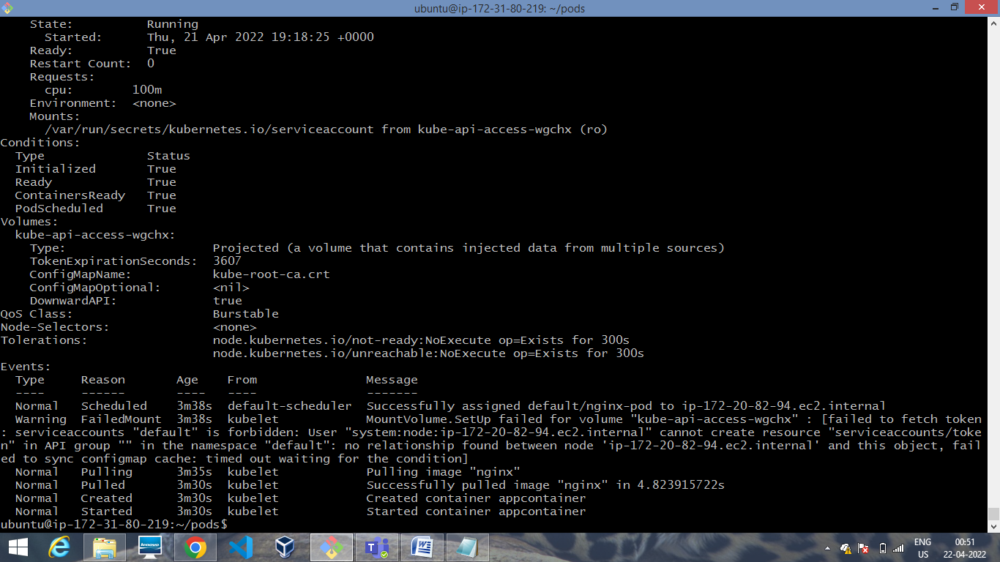 ubuntu@ip-172-31-80-219: ~/pods
    State:          Running
      Started:      Thu, 21 Apr 2022 19:18:25 +0000
    Ready:          True
    Restart Count:  0
    Requests:
      cpu:        100m
    Environment:  <none>
    Mounts:
      /var/run/secrets/kubernetes.io/serviceaccount from kube-api-access-wgchx (ro)
Conditions:
  Type              Status
  Initialized       True
  Ready             True
  ContainersReady   True
  PodScheduled      True
Volumes:
  kube-api-access-wgchx:
    Type:                    Projected (a volume that contains injected data from multiple sources)
    TokenExpirationSeconds:  3607
    ConfigMapName:           kube-root-ca.crt
    ConfigMapOptional:       <nil>
    DownwardAPI:             true
QoS Class:                   Burstable
Node-Selectors:              <none>
Tolerations:                 node.kubernetes.io/not-ready:NoExecute op=Exists for 300s
                             node.kubernetes.io/unreachable:NoExecute op=Exists for 300s
Events:
  Type     Reason       Age    From               Message
  ----     ------       ----   ----               -------
  Normal   Scheduled    3m38s  default-scheduler  Successfully assigned default/nginx-pod to ip-172-20-82-94.ec2.internal
  Warning  FailedMount  3m38s  kubelet            MountVolume.SetUp failed for volume "kube-api-access-wgchx" : [failed to fetch token
: serviceaccounts "default" is forbidden: User "system:node:ip-172-20-82-94.ec2.internal" cannot create resource "serviceaccounts/toke
n" in API group "" in the namespace "default": no relationship found between node 'ip-172-20-82-94.ec2.internal' and this object, fail
ed to sync configmap cache: timed out waiting for the condition]
  Normal   Pulling      3m35s  kubelet            Pulling image "nginx"
  Normal   Pulled       3m30s  kubelet            Successfully pulled image "nginx" in 4.823915722s
  Normal   Created      3m30s  kubelet            Created container appcontainer
  Normal   Started      3m30s  kubelet            Started container appcontainer
ubuntu@ip-172-31-80-219:~/pods$
lenovo
ENG
US
00:51
22-04-2022